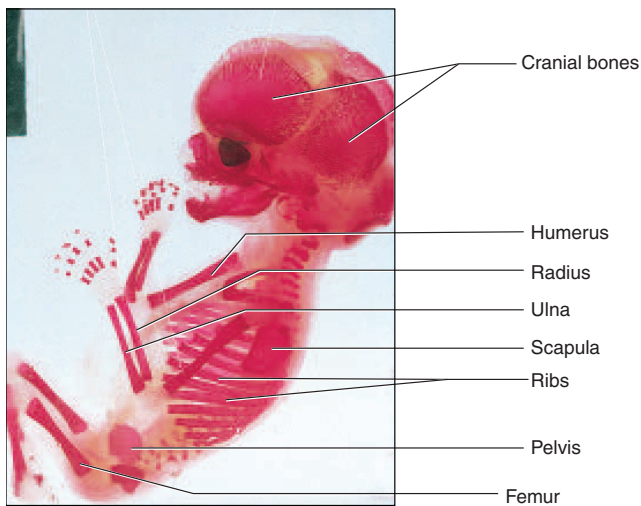 Cranial bones
Humerus
Radius
Ulna
Scapula
Ribs
Pelvis
Femur